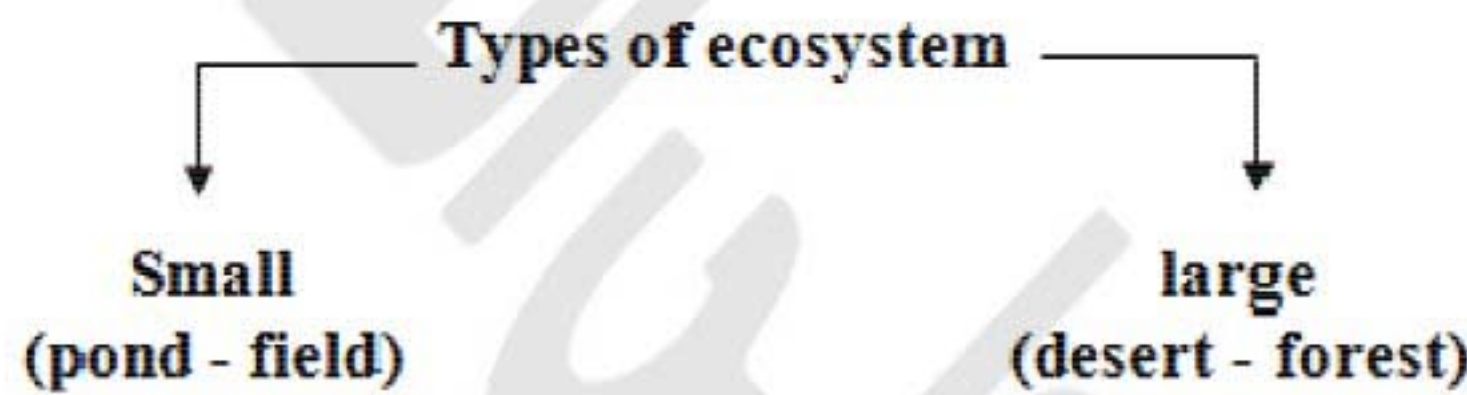 Types of ecosystem
Small
(pond - field)
large
(desert - forest)